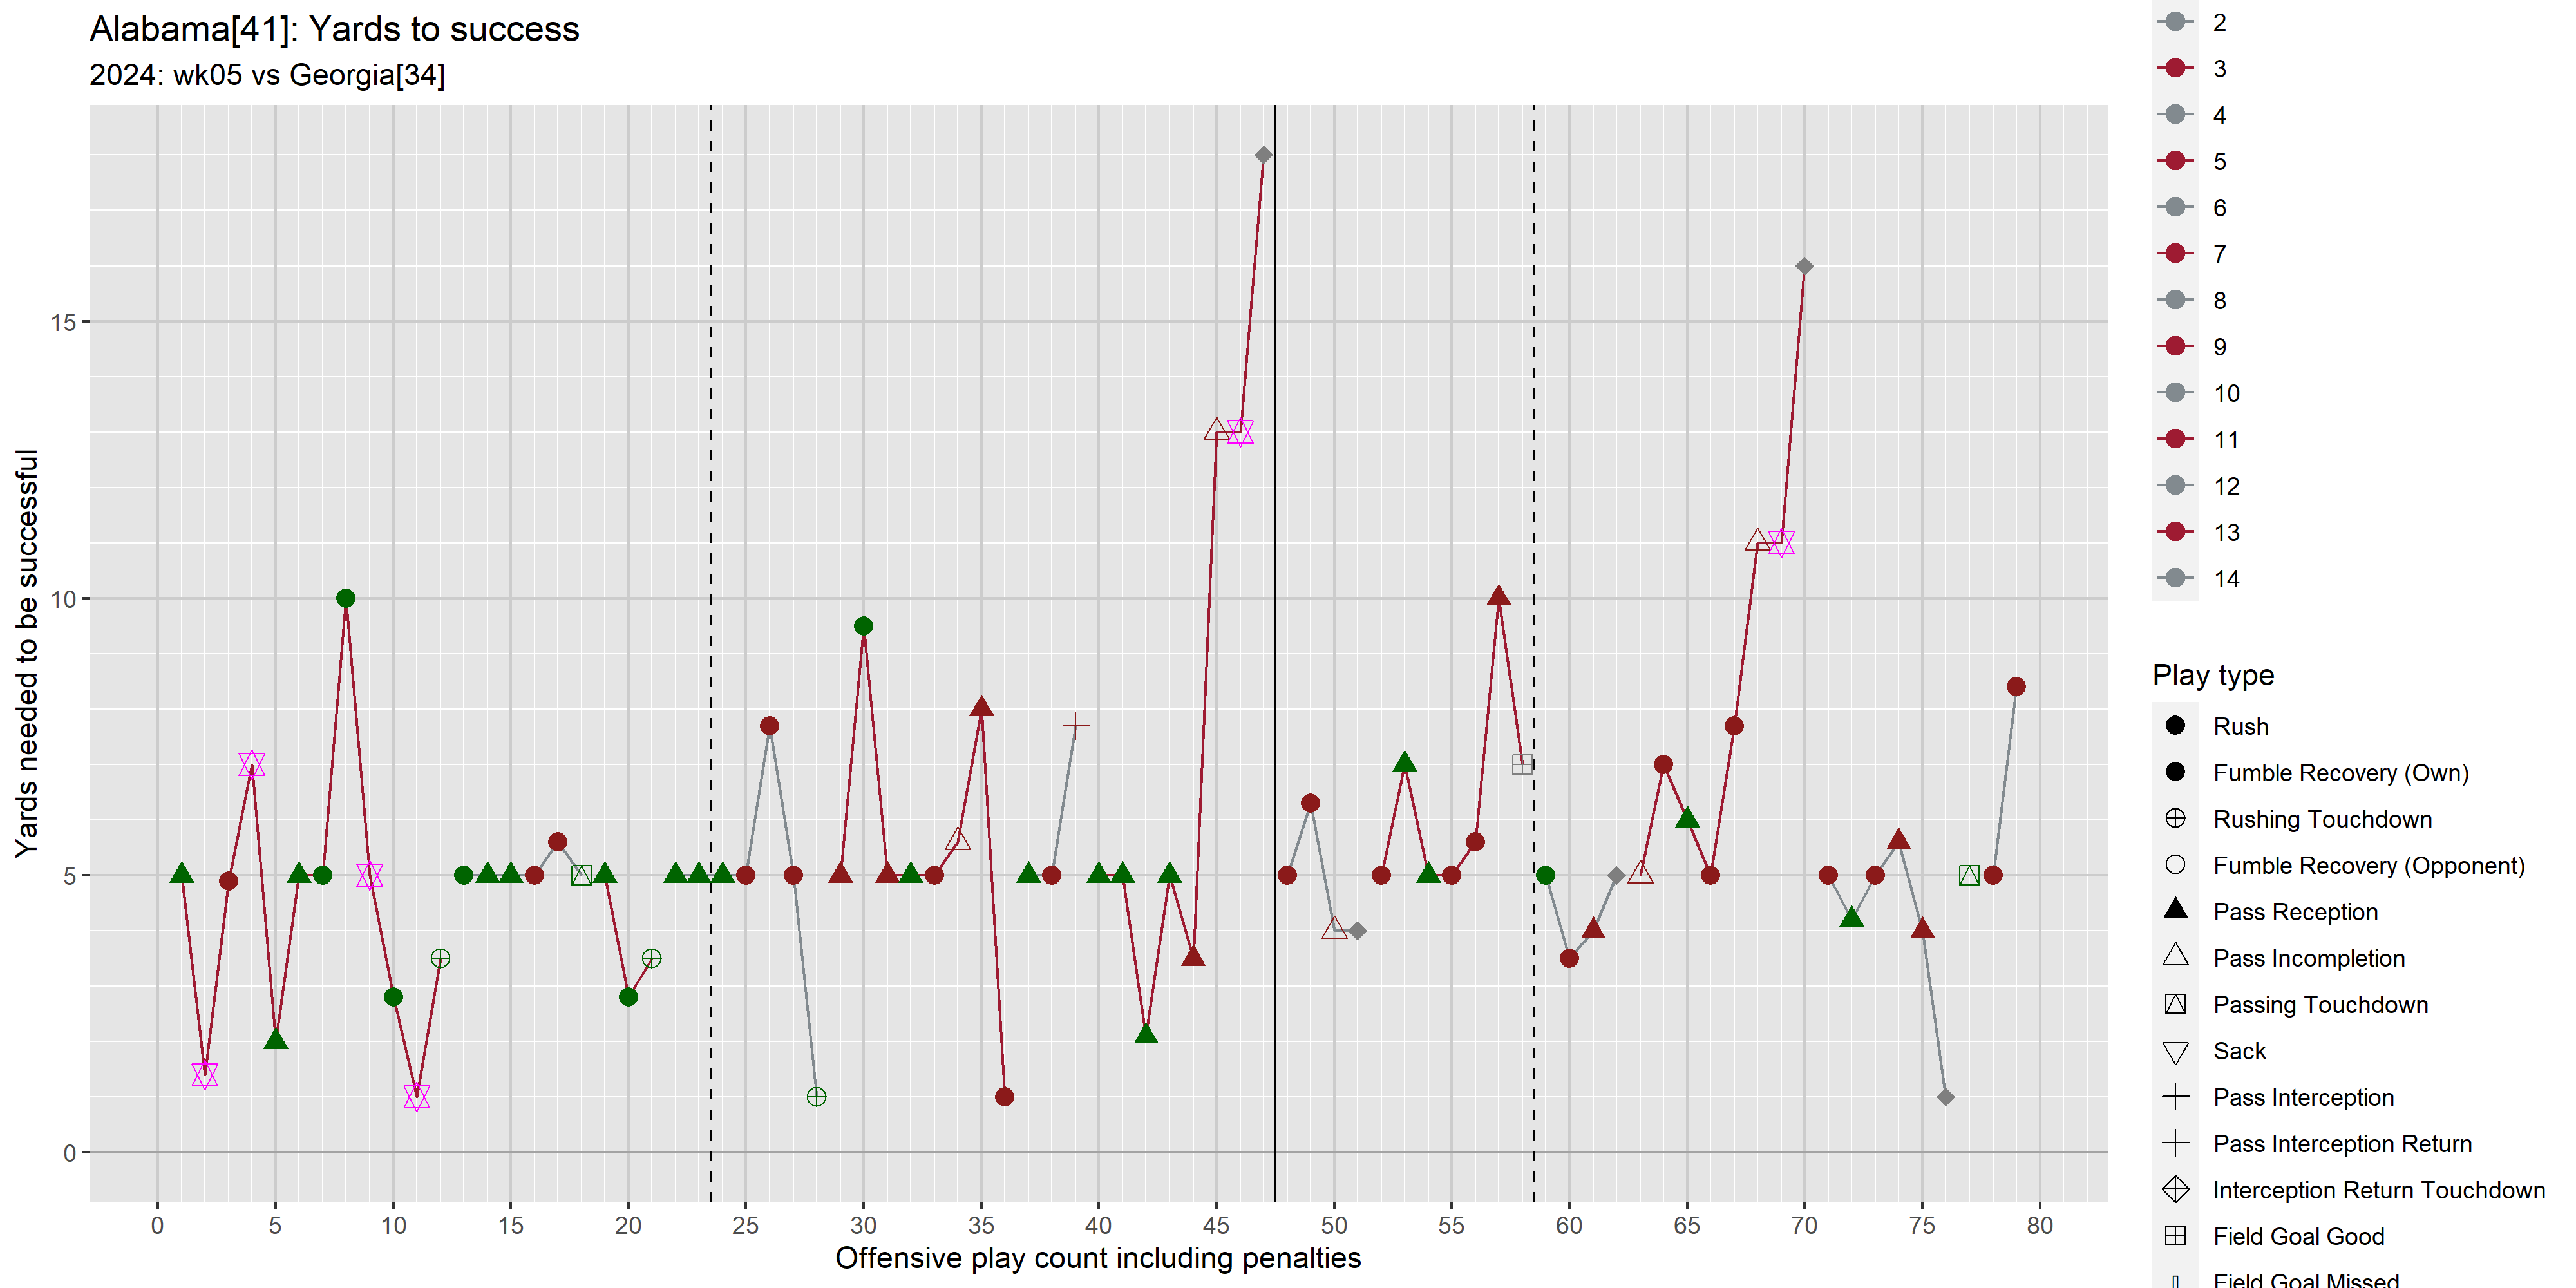 Alabama[41]: Yards to success
2024: wk05 vs Georgia[34]
Yards needed to be successful
15
10
5
0
0 5 10 15 20 25 30 35 40 45 50 55 60 65 70 75 80
Offensive play count including penalties
2
3
4
5
6
7
8
9
10
11
12
13
14
Play type
Rush
Fumble Recovery (Own)
Rushing Touchdown
Fumble Recovery (Opponent)
Pass Reception
Pass Incompletion
Passing Touchdown
Sack
Pass Interception
Pass Interception Return
Interception Return Touchdown
Field Goal Good
Field Goal Missed